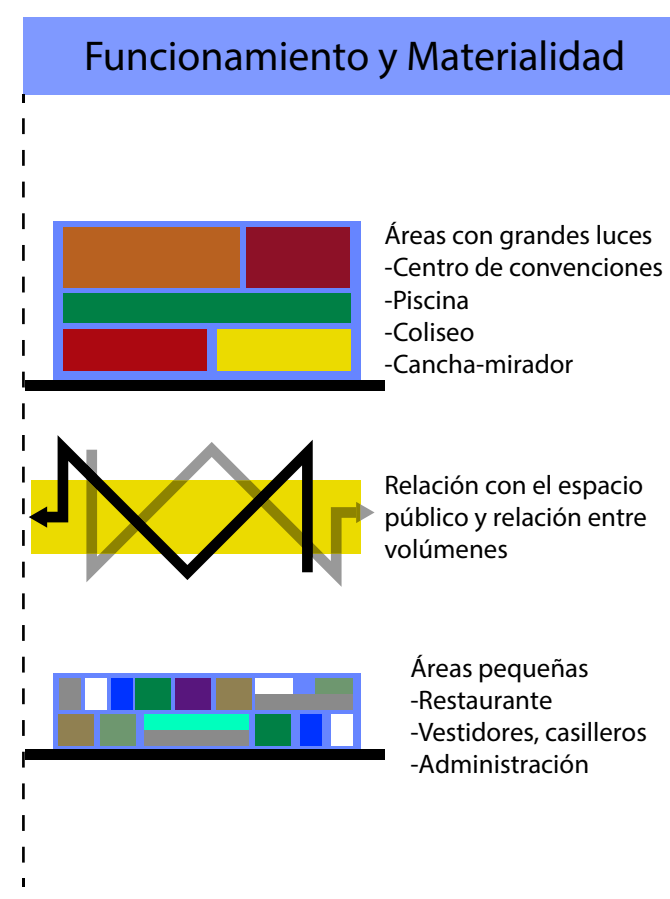 Funcionamiento y Materialidad
Áreas con grandes luces
-Centro de convenciones
-Piscina
-Coliseo
-Cancha-mirador
Relación con el espacio
público y relación entre
volúmenes
Áreas pequeñas
-Restaurante
-Vestidores, casilleros
-Administración